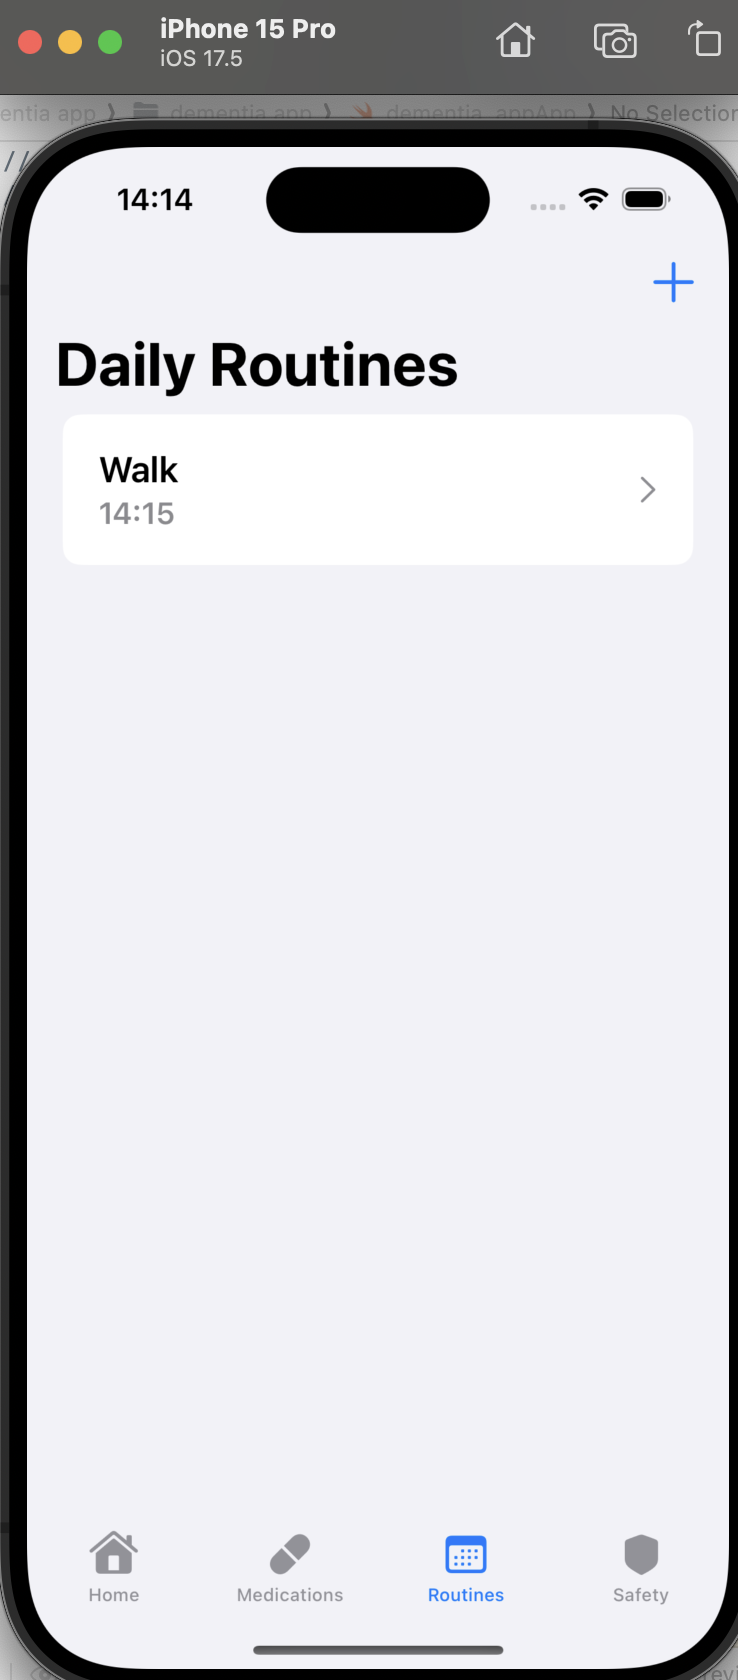 iPhone 15 Pro
iOS 17.5
entia app 〉 dementia app 〉 dementia_appApp 〉 No Selection
//
14:14
Daily Routines
Walk
14:15
Home Medications Routines Safety